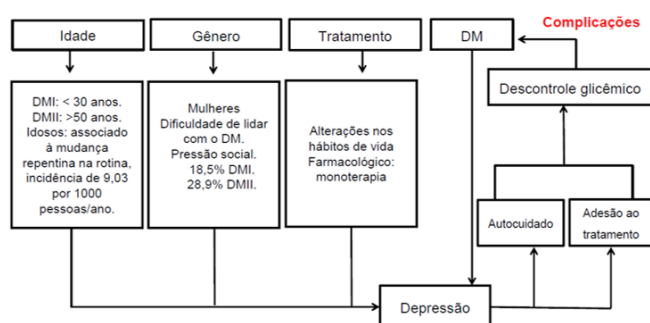 Complicações
Idade
Gênero
Tratamento
DM
DMI: < 30 anos.
DMII: >50 anos.
Idosos: associado
à mudança
repentina na rotina,
incidência de 9,03
por 1000
pessoas/ano.
Mulheres
Dificuldade de lidar
com o DM.
Pressão social.
18,5% DMI.
28,9% DMII.
Alterações nos
hábitos de vida
Farmacológico:
monoterapia
Descontrole glicêmico
Autocuidado
Adesão ao
tratamento
Depressão